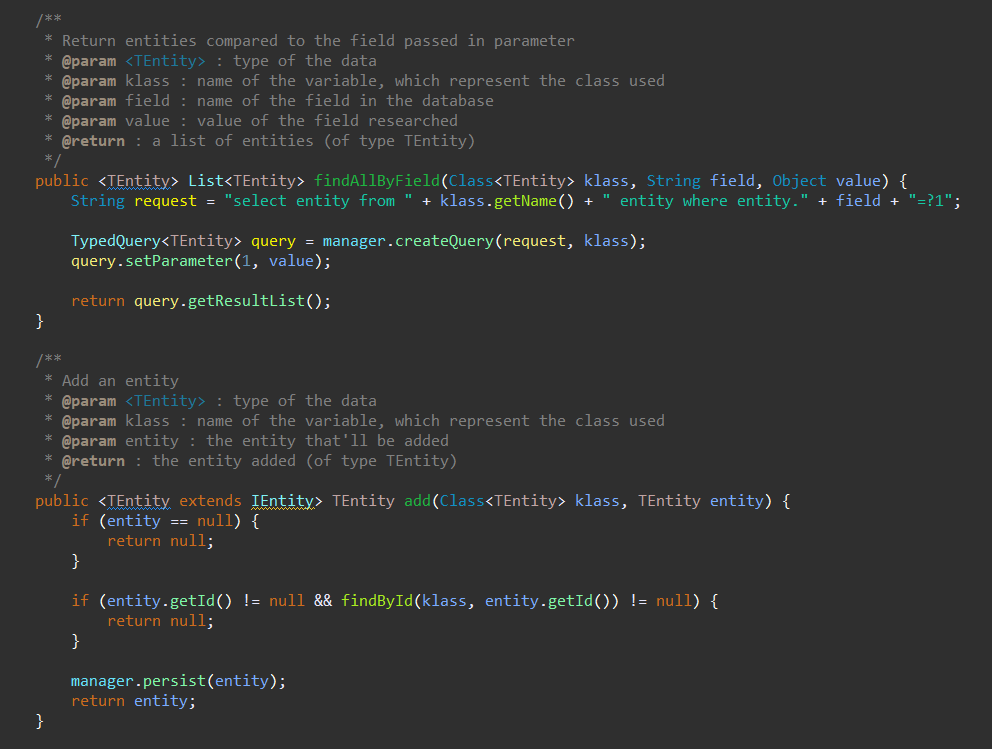 /**
 * Return entities compared to the field passed in parameter
 * @param <TEntity> : type of the data
 * @param klass : name of the variable, which represent the class used
 * @param field : name of the field in the database
 * @param value : value of the field researched
 * @return : a list of entities (of type TEntity)
 */
public <TEntity> List<TEntity> findAllByField(Class<TEntity> klass, String field, Object value) {
    String request = "select entity from " + klass.getName() + " entity where entity." + field + "=?1";

    TypedQuery<TEntity> query = manager.createQuery(request, klass);
    query.setParameter(1, value);

    return query.getResultList();
}

/**
 * Add an entity
 * @param <TEntity> : type of the data
 * @param klass : name of the variable, which represent the class used
 * @param entity : the entity that'll be added
 * @return : the entity added (of type TEntity)
 */
public <TEntity extends IEntity> TEntity add(Class<TEntity> klass, TEntity entity) {
    if (entity == null) {
        return null;
    }

    if (entity.getId() != null && findById(klass, entity.getId()) != null) {
        return null;
    }

    manager.persist(entity);
    return entity;
}